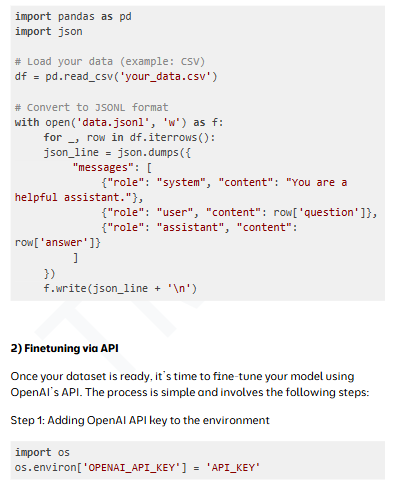 import pandas as pd
import json
# Load your data (example: CSV)
df = pd.read_csv('your_data.csv')
# Convert to JSONL format
with open('data.jsonl', 'w') as f:
    for _, row in df.iterrows():
    json_line = json.dumps({
        "messages": [
            {"role": "system", "content": "You are a
helpful assistant."},
            {"role": "user", "content": row['question']},
            {"role": "assistant", "content":
row['answer']}
        ]
    })
    f.write(json_line + '\n')
2) Finetuning via API
Once your dataset is ready, it's time to fine-tune your model using
OpenAI's API. The process is simple and involves the following steps:
Step 1: Adding OpenAI API key to the environment
import os
os.environ['OPENAI_API_KEY'] = 'API_KEY'